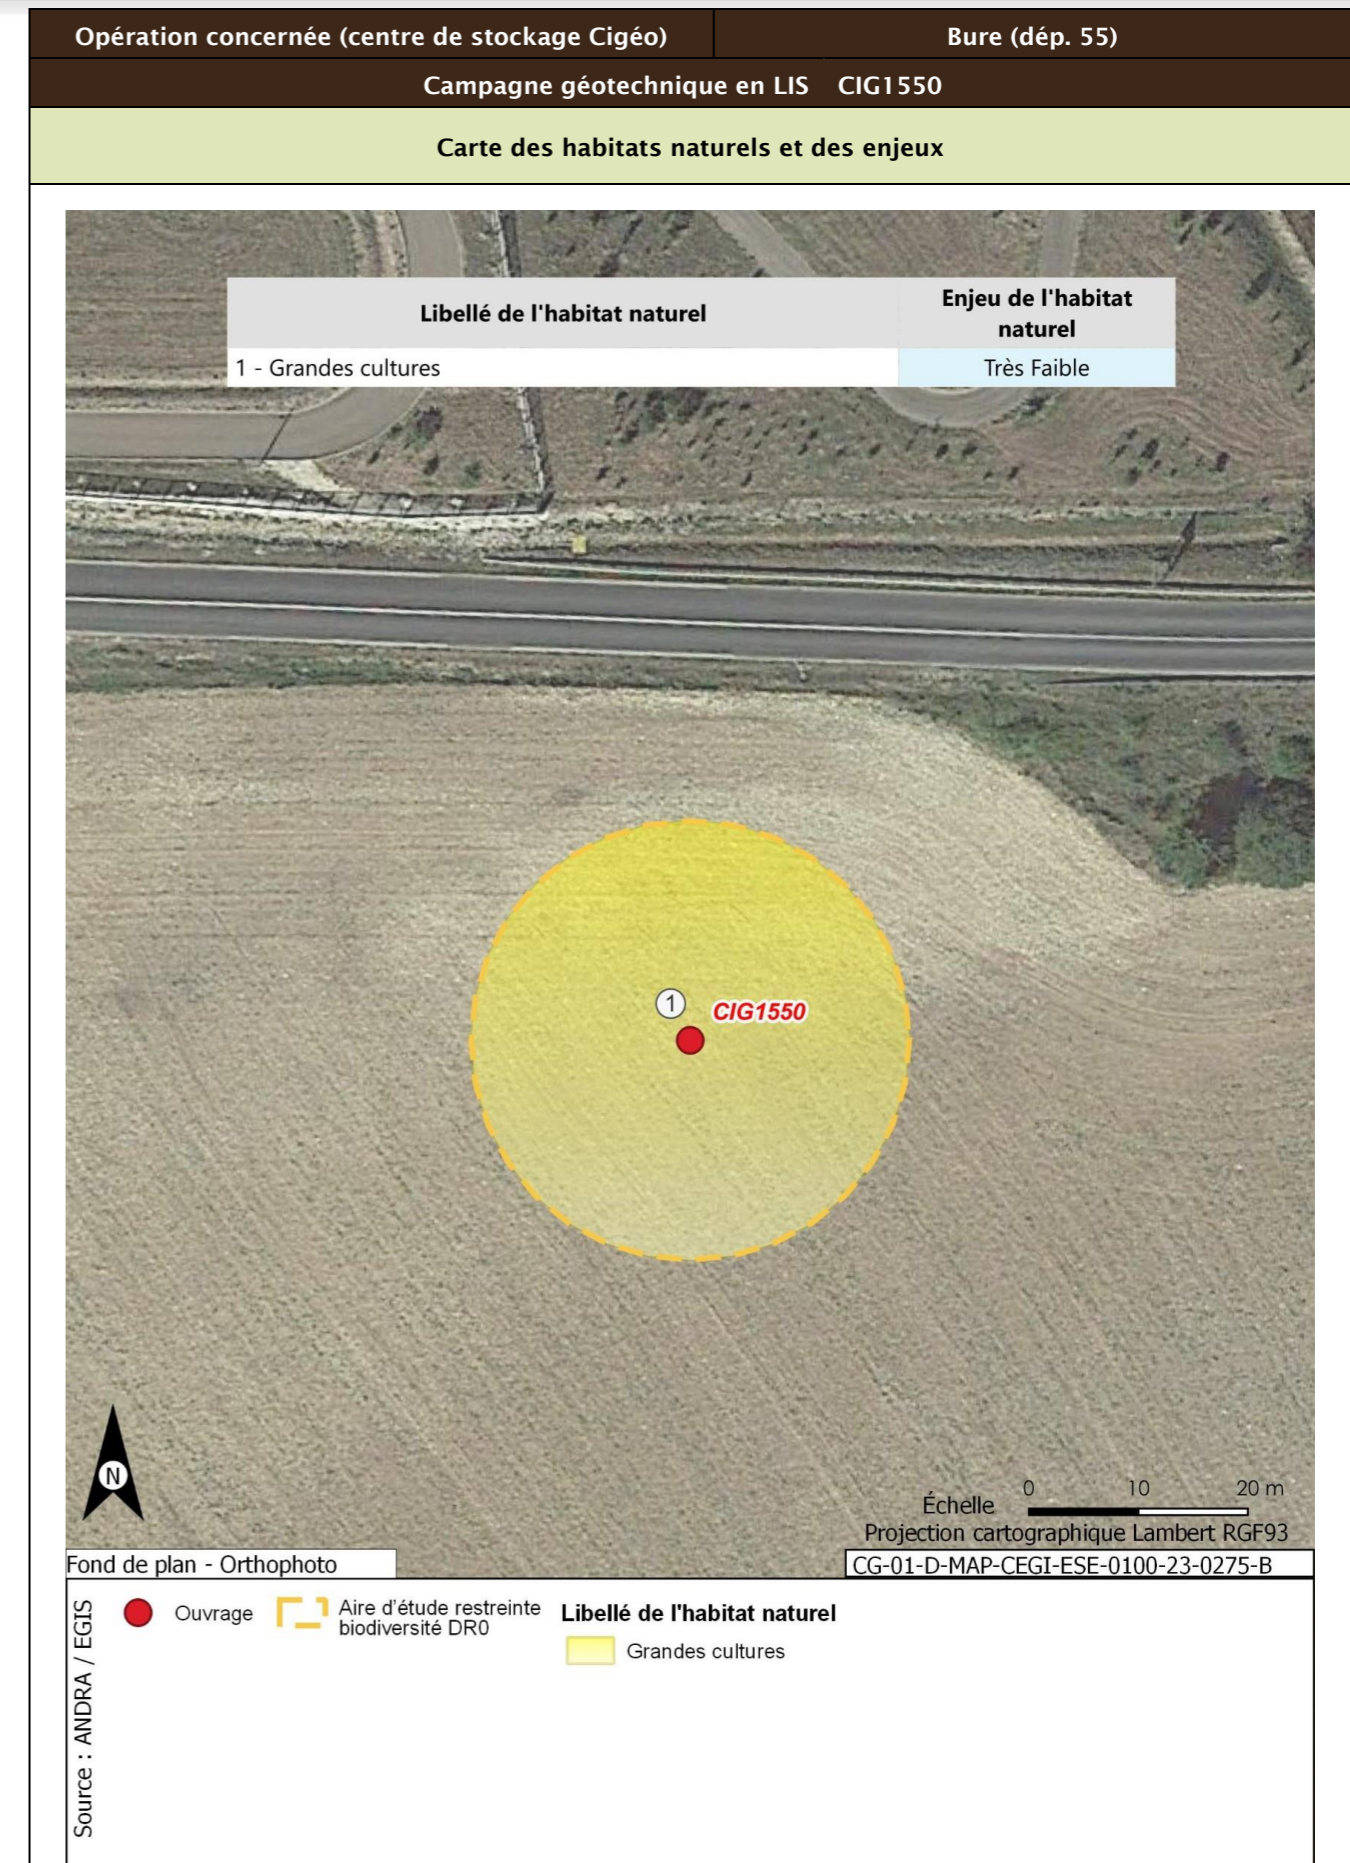 Opération concernée (centre de stockage Cigéo) Bure (dép. 55)
Campagne géotechnique en LIS CIG1550
Carte des habitats naturels et des enjeux
Libellé de l'habitat naturel Enjeu de l'habitat
naturel
1 - Grandes cultures Très Faible
1 CIG1550
N
0 10 20 m
Échelle
Projection cartographique Lambert RGF93
Fond de plan - Orthophoto CG-01-D-MAP-CEGI-ESE-0100-23-0275-B
Source : ANDRA / EGIS
Ouvrage
Aire d'étude restreinte
biodiversité DR0
Libellé de l'habitat naturel
Grandes cultures